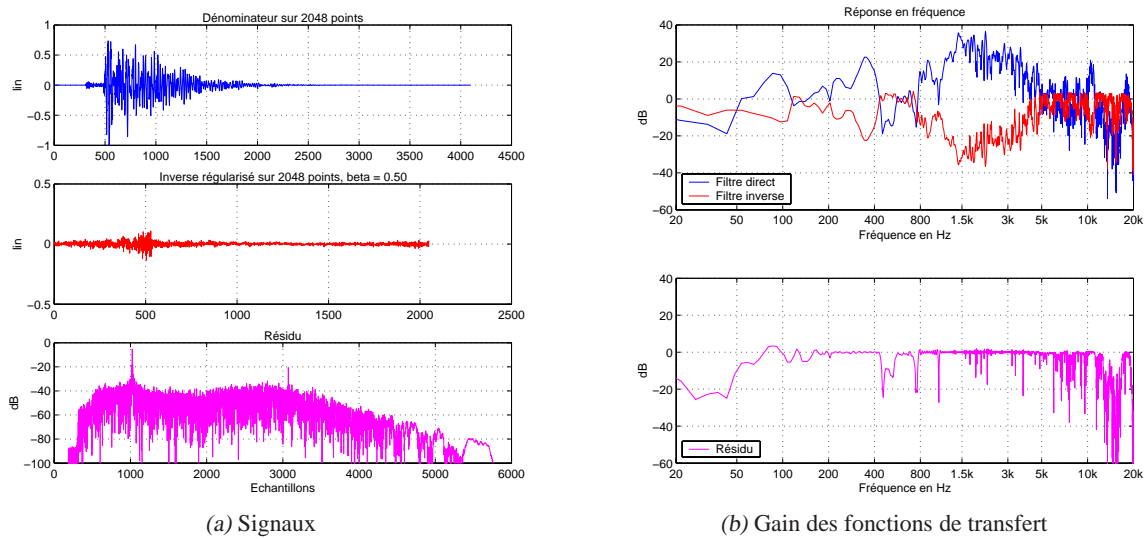 Dénominateur sur 2048 points
1
0.5
0
−0.5
−1
lin
0 500 1000 1500 2000 2500 3000 3500 4000 4500
Inverse régularisé sur 2048 points, beta = 0.50
0.5
0
−0.5
lin
0 500 1000 1500 2000 2500
Résidu
0
−20
−40
−60
−80
−100
dB
0 1000 2000 3000 4000 5000 6000
Echantillons
(a) Signaux
Réponse en fréquence
40
20
0
−20
−40
−60
dB
Filtre direct
Filtre inverse
20 50 100 200 400 800 1.5k 3k 5k 10k 20k
Fréquence en Hz
40
20
0
−20
−40
−60
dB
Résidu
20 50 100 200 400 800 1.5k 3k 5k 10k 20k
Fréquence en Hz
(b) Gain des fonctions de transfert